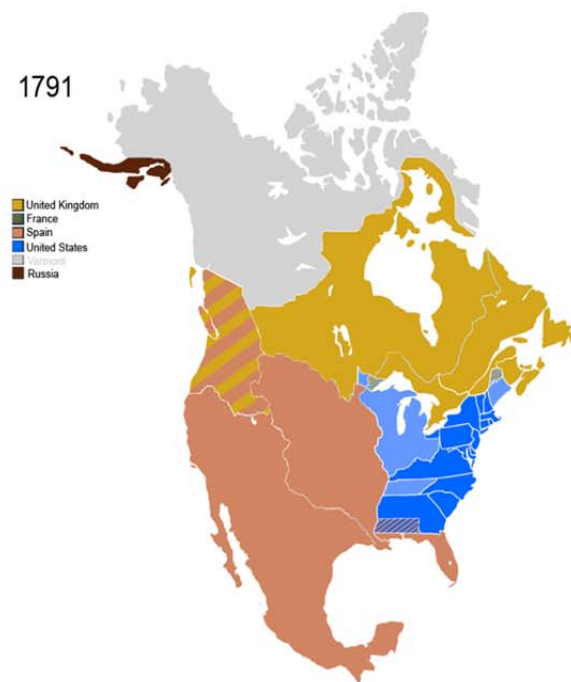 1791
United Kingdom
France
Spain
United States
Vermont
Russia